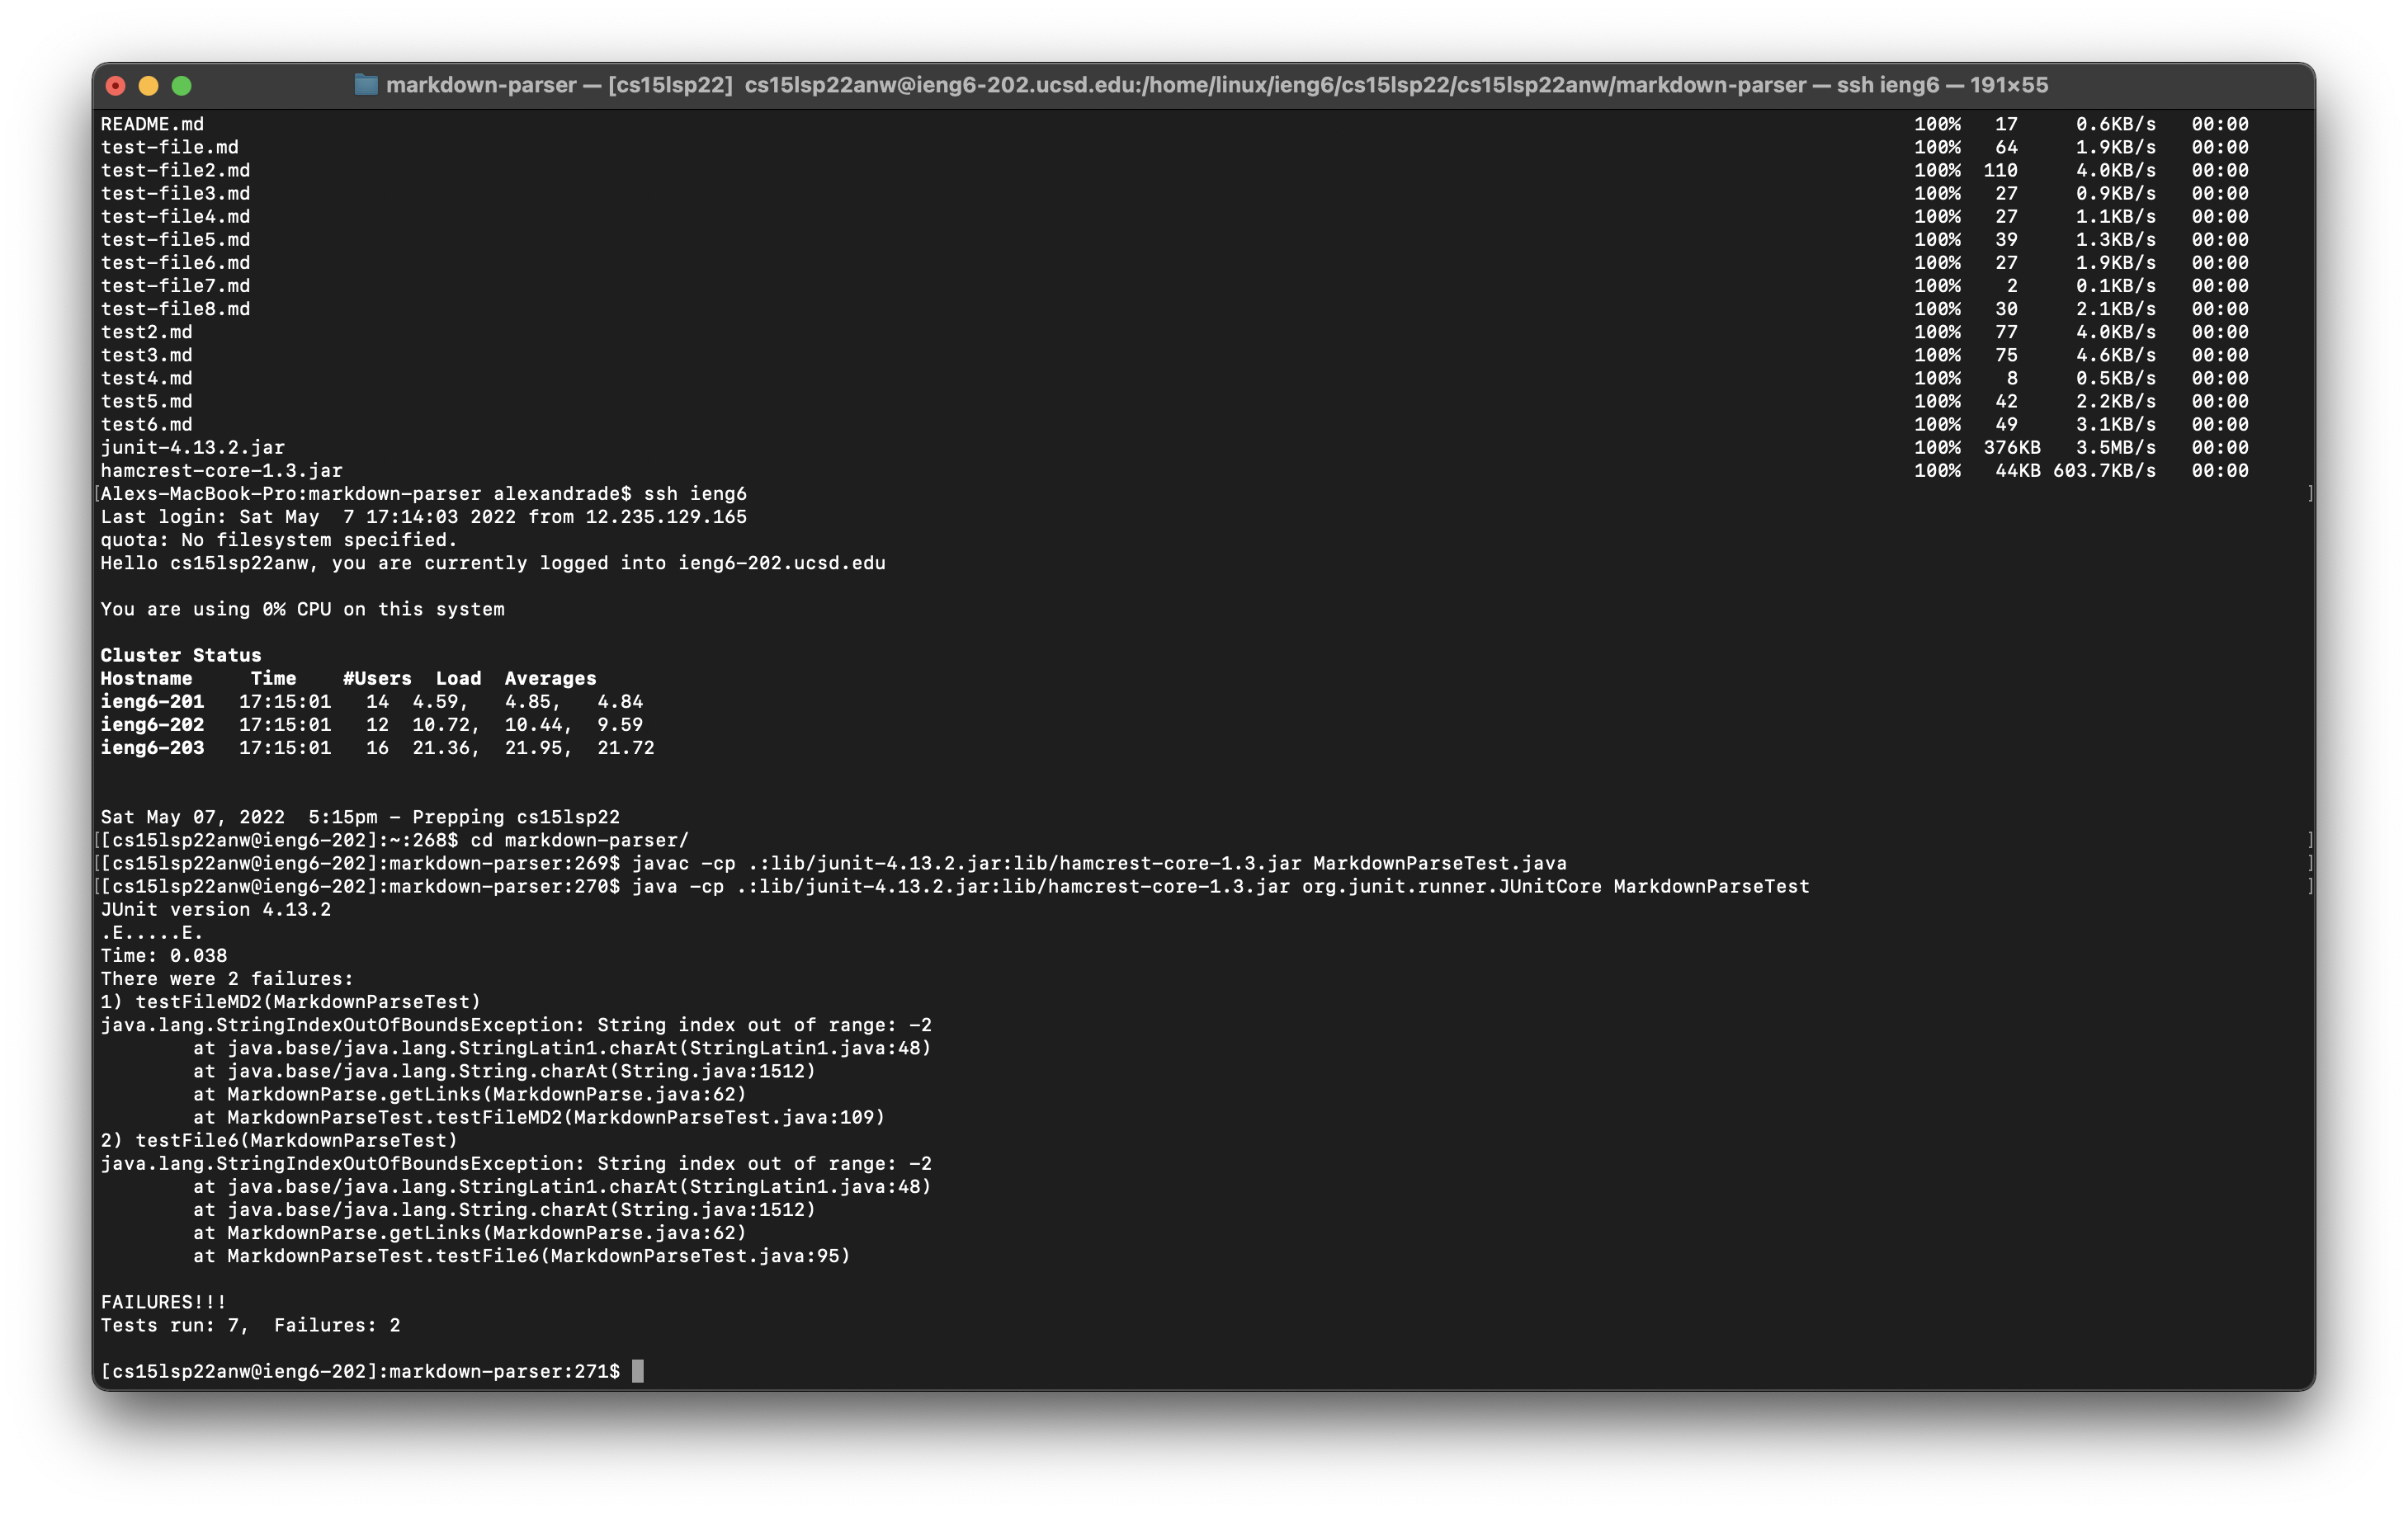 markdown-parser — [cs15lsp22] cs15lsp22anw@ieng6-202.ucsd.edu:/home/linux/ieng6/cs15lsp22/cs15lsp22anw/markdown-parser — ssh ieng6 — 191×55
README.md 100% 17 0.6KB/s 00:00
test-file.md 100% 64 1.9KB/s 00:00
test-file2.md 100% 110 4.0KB/s 00:00
test-file3.md 100% 27 0.9KB/s 00:00
test-file4.md 100% 27 1.1KB/s 00:00
test-file5.md 100% 39 1.3KB/s 00:00
test-file6.md 100% 27 1.9KB/s 00:00
test-file7.md 100% 2 0.1KB/s 00:00
test-file8.md 100% 30 2.1KB/s 00:00
test2.md 100% 77 4.0KB/s 00:00
test3.md 100% 75 4.6KB/s 00:00
test4.md 100% 8 0.5KB/s 00:00
test5.md 100% 42 2.2KB/s 00:00
test6.md 100% 49 3.1KB/s 00:00
junit-4.13.2.jar 100% 376KB 3.5MB/s 00:00
hamcrest-core-1.3.jar 100% 44KB 603.7KB/s 00:00
[Alexs-MacBook-Pro:markdown-parser alexandrade$ ssh ieng6 ]
Last login: Sat May  7 17:14:03 2022 from 12.235.129.165
quota: No filesystem specified.
Hello cs15lsp22anw, you are currently logged into ieng6-202.ucsd.edu
You are using 0% CPU on this system
Cluster Status
Hostname Time #Users Load Averages
ieng6-201 17:15:01 14 4.59, 4.85, 4.84
ieng6-202 17:15:01 12 10.72, 10.44, 9.59
ieng6-203 17:15:01 16 21.36, 21.95, 21.72
Sat May 07, 2022  5:15pm - Prepping cs15lsp22
[[cs15lsp22anw@ieng6-202]:~:268$ cd markdown-parser/ ]
[[cs15lsp22anw@ieng6-202]:markdown-parser:269$ javac -cp .:lib/junit-4.13.2.jar:lib/hamcrest-core-1.3.jar MarkdownParseTest.java ]
[[cs15lsp22anw@ieng6-202]:markdown-parser:270$ java -cp .:lib/junit-4.13.2.jar:lib/hamcrest-core-1.3.jar org.junit.runner.JUnitCore MarkdownParseTest ]
JUnit version 4.13.2
.E.....E.
Time: 0.038
There were 2 failures:
1) testFileMD2(MarkdownParseTest)
java.lang.StringIndexOutOfBoundsException: String index out of range: -2
at java.base/java.lang.StringLatin1.charAt(StringLatin1.java:48)
at java.base/java.lang.String.charAt(String.java:1512)
at MarkdownParse.getLinks(MarkdownParse.java:62)
at MarkdownParseTest.testFileMD2(MarkdownParseTest.java:109)
2) testFile6(MarkdownParseTest)
java.lang.StringIndexOutOfBoundsException: String index out of range: -2
at java.base/java.lang.StringLatin1.charAt(StringLatin1.java:48)
at java.base/java.lang.String.charAt(String.java:1512)
at MarkdownParse.getLinks(MarkdownParse.java:62)
at MarkdownParseTest.testFile6(MarkdownParseTest.java:95)
FAILURES!!!
Tests run: 7,  Failures: 2
[cs15lsp22anw@ieng6-202]:markdown-parser:271$